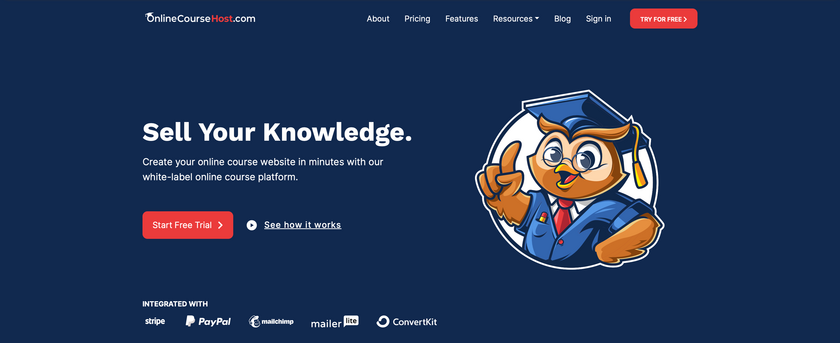 OnlineCourseHost.com
About
Pricing
Features
Resources
Blog
Sign in
TRY FOR FREE
Sell Your Knowledge.
Create your online course website in minutes with our
white-label online course platform.
Start Free Trial
See how it works
INTEGRATED WITH
stripe
PayPal
mailchimp
mailer lite
ConvertKit